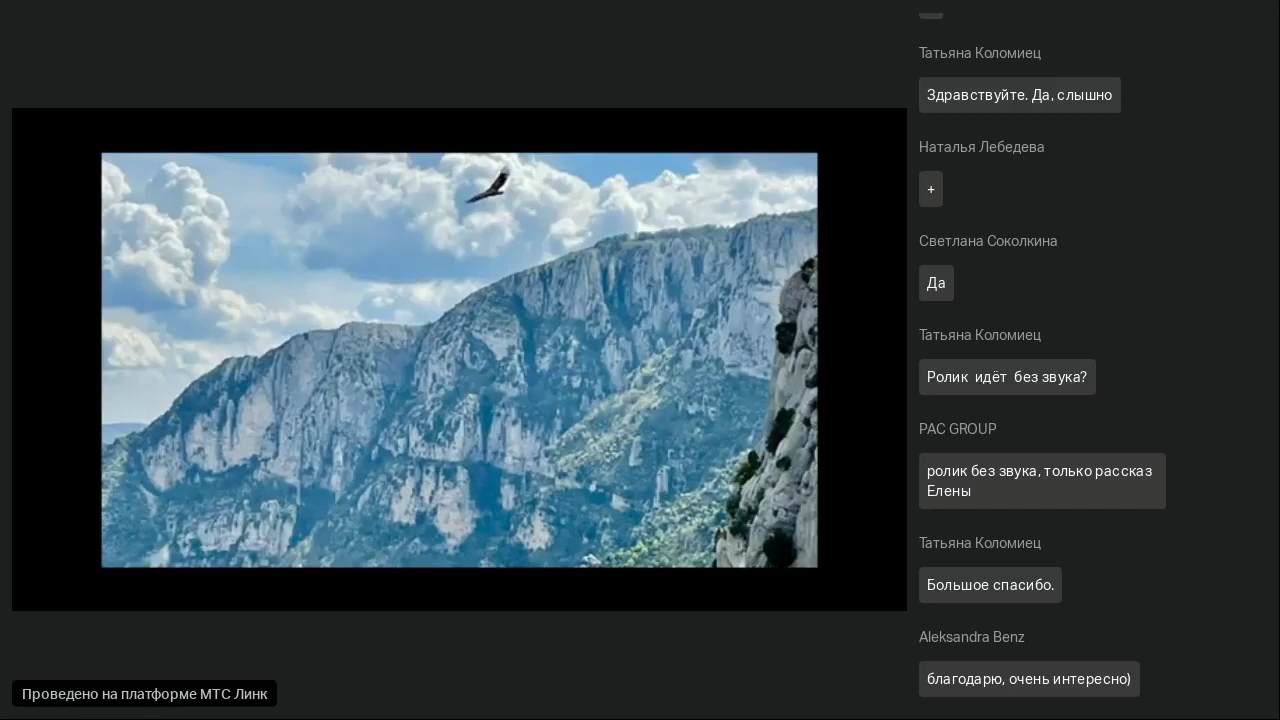 Татьяна Коломиец
Здравствуйте. Да, слышно
Наталья Лебедева
+
Светлана Соколкина
Да
Татьяна Коломиец
Ролик идёт без звука?
PAC GROUP
ролик без звука, только рассказ
Елены
Татьяна Коломиец
Большое спасибо.
Aleksandra Benz
благодарю, очень интересно)
Проведено на платформе МТС Линк